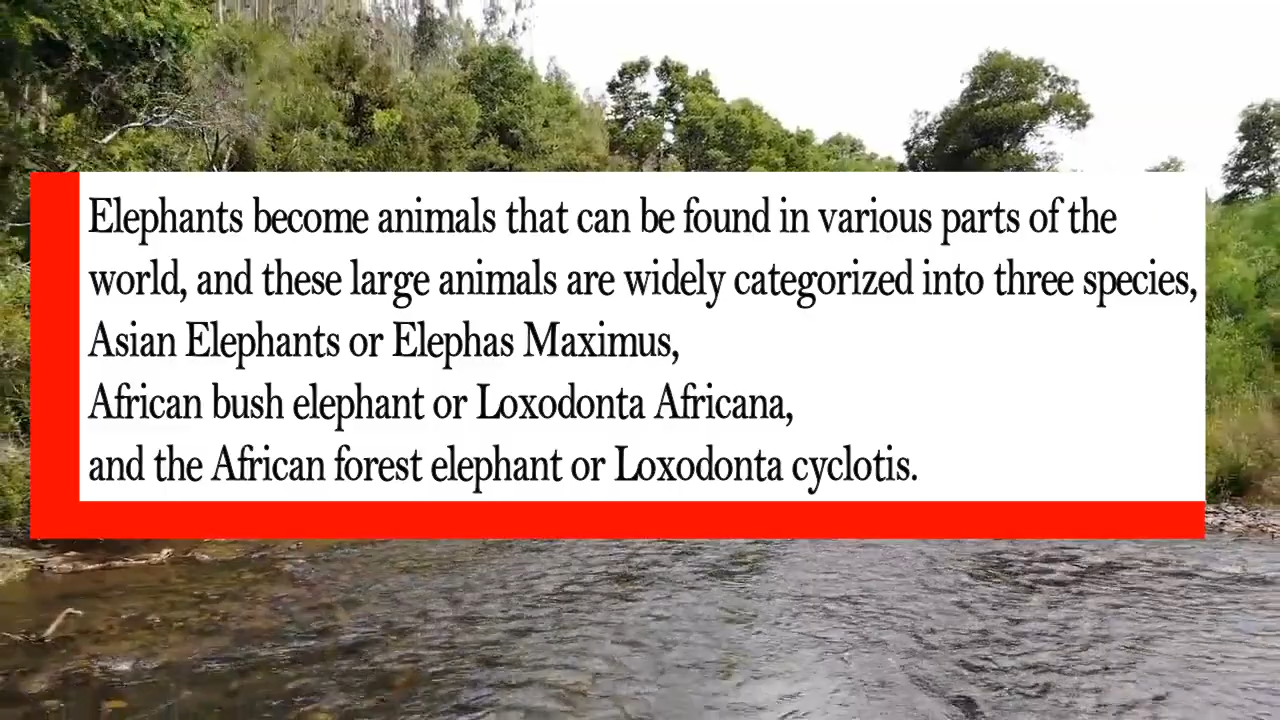 Elephants become animals that can be found in various parts of the
world, and these large animals are widely categorized into three species,
Asian Elephants or Elephas Maximus,
African bush elephant or Loxodonta Africana,
and the African forest elephant or Loxodonta cyclotis.